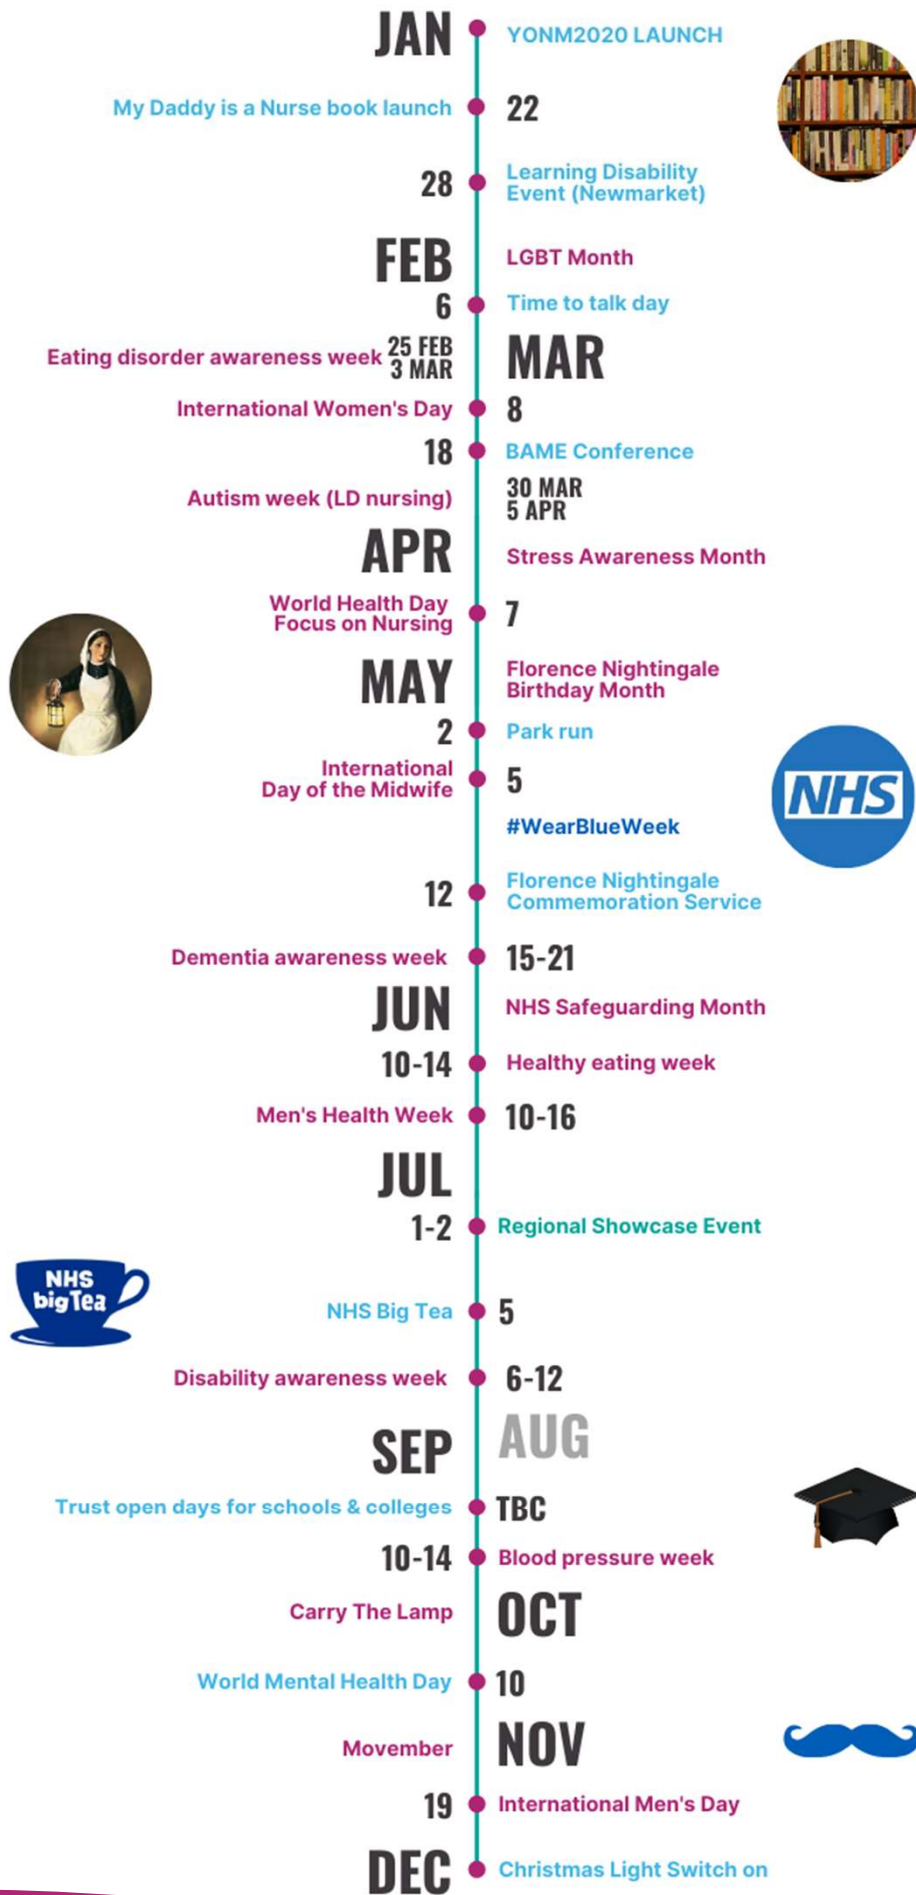 JAN
YONM2020 LAUNCH
My Daddy is a Nurse book launch
22
28
Learning Disability
Event (Newmarket)
FEB
LGBT Month
6
Time to talk day
Eating disorder awareness week
25 FEB
3 MAR
MAR
International Women's Day
8
18
BAME Conference
Autism week (LD nursing)
30 MAR
5 APR
APR
Stress Awareness Month
World Health Day
Focus on Nursing
7
MAY
Florence Nightingale
Birthday Month
2
Park run
International
Day of the Midwife
5
NHS
#WearBlueWeek
12
Florence Nightingale
Commemoration Service
Dementia awareness week
15-21
JUN
NHS Safeguarding Month
10-14
Healthy eating week
Men's Health Week
10-16
JUL
1-2
Regional Showcase Event
NHS
big Tea
NHS Big Tea
5
Disability awareness week
6-12
AUG
SEP
Trust open days for schools & colleges
TBC
10-14
Blood pressure week
Carry The Lamp
OCT
World Mental Health Day
10
Movember
NOV
19
International Men's Day
DEC
Christmas Light Switch on